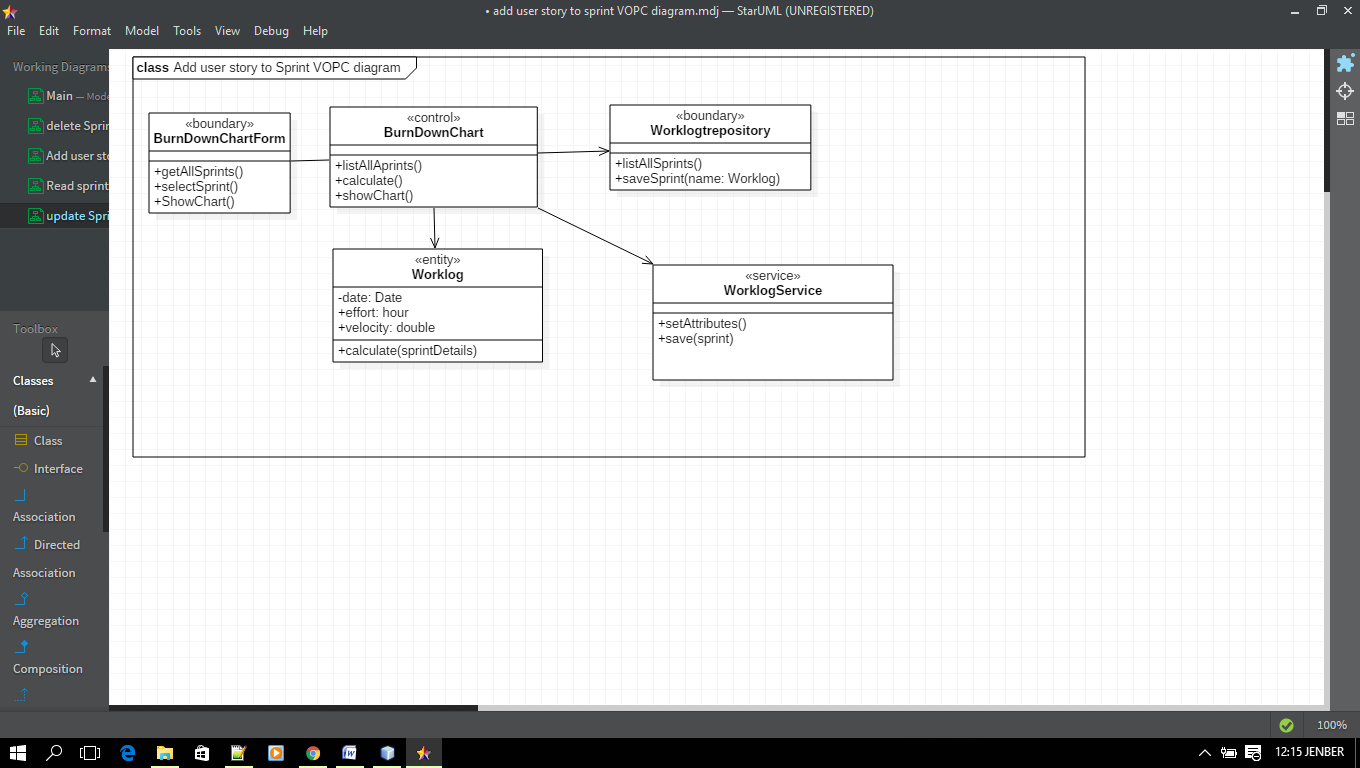 • add user story to sprint VOPC diagram.mdj — StarUML (UNREGISTERED)
File Edit Format Model Tools View Debug Help
Working Diagrams
Main — Mode
delete Sprin
Add user sto
Read sprint
update Spri
Toolbox
Classes
(Basic)
Class
Interface
Association
Directed
Association
Aggregation
Composition
class Add user story to Sprint VOPC diagram
«boundary»
BurnDownChartForm
+getAllSprints()
+selectSprint()
+ShowChart()
«control»
BurnDownChart
+listAllAprints()
+calculate()
+showChart()
«boundary»
Worklogtrepository
+listAllSprints()
+saveSprint(name: Worklog)
«entity»
Worklog
-date: Date
+effort: hour
+velocity: double
+calculate(sprintDetails)
«service»
WorklogService
+setAttributes()
+save(sprint)
100%
12:15 JENBER